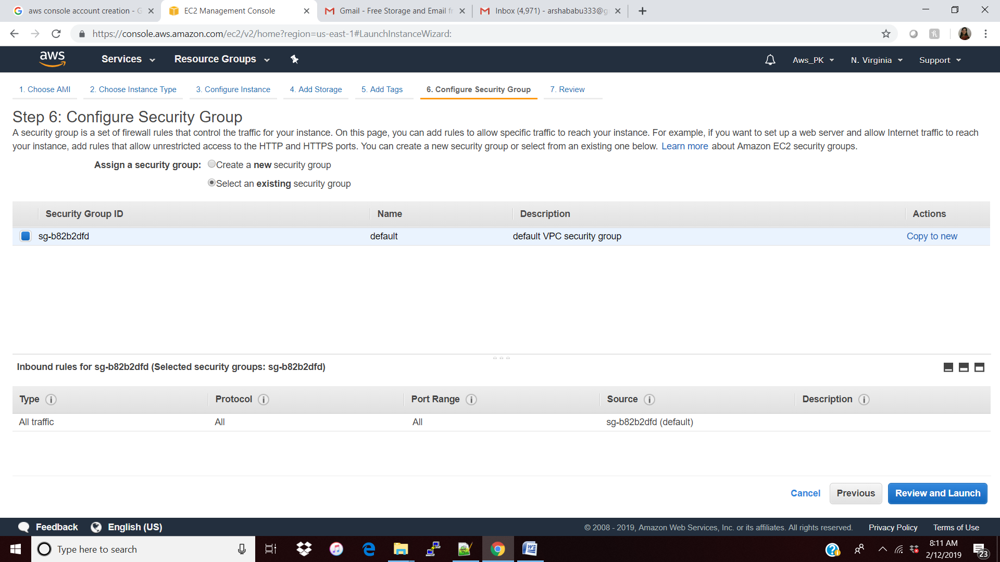 aws console account creation - G
EC2 Management Console
Gmail - Free Storage and Email fr
Inbox (4,971) - arshababu333@g
https://console.aws.amazon.com/ec2/v2/home?region=us-east-1#LaunchInstanceWizard:
aws Services Resource Groups Aws_PK N. Virginia Support
1. Choose AMI 2. Choose Instance Type 3. Configure Instance 4. Add Storage 5. Add Tags 6. Configure Security Group 7. Review
Step 6: Configure Security Group
A security group is a set of firewall rules that control the traffic for your instance. On this page, you can add rules to allow specific traffic to reach your instance. For example, if you want to set up a web server and allow Internet traffic to reach
your instance, add rules that allow unrestricted access to the HTTP and HTTPS ports. You can create a new security group or select from an existing one below. Learn more about Amazon EC2 security groups.
Assign a security group: Create a new security group
Select an existing security group
Security Group ID Name Description Actions
sg-b82b2dfd default default VPC security group Copy to new
Inbound rules for sg-b82b2dfd (Selected security groups: sg-b82b2dfd)
Type Protocol Port Range Source Description
All traffic All All sg-b82b2dfd (default)
Cancel Previous Review and Launch
Feedback English (US) © 2008 - 2019, Amazon Web Services, Inc. or its affiliates. All rights reserved. Privacy Policy Terms of Use
Type here to search
8:11 AM
2/12/2019
23